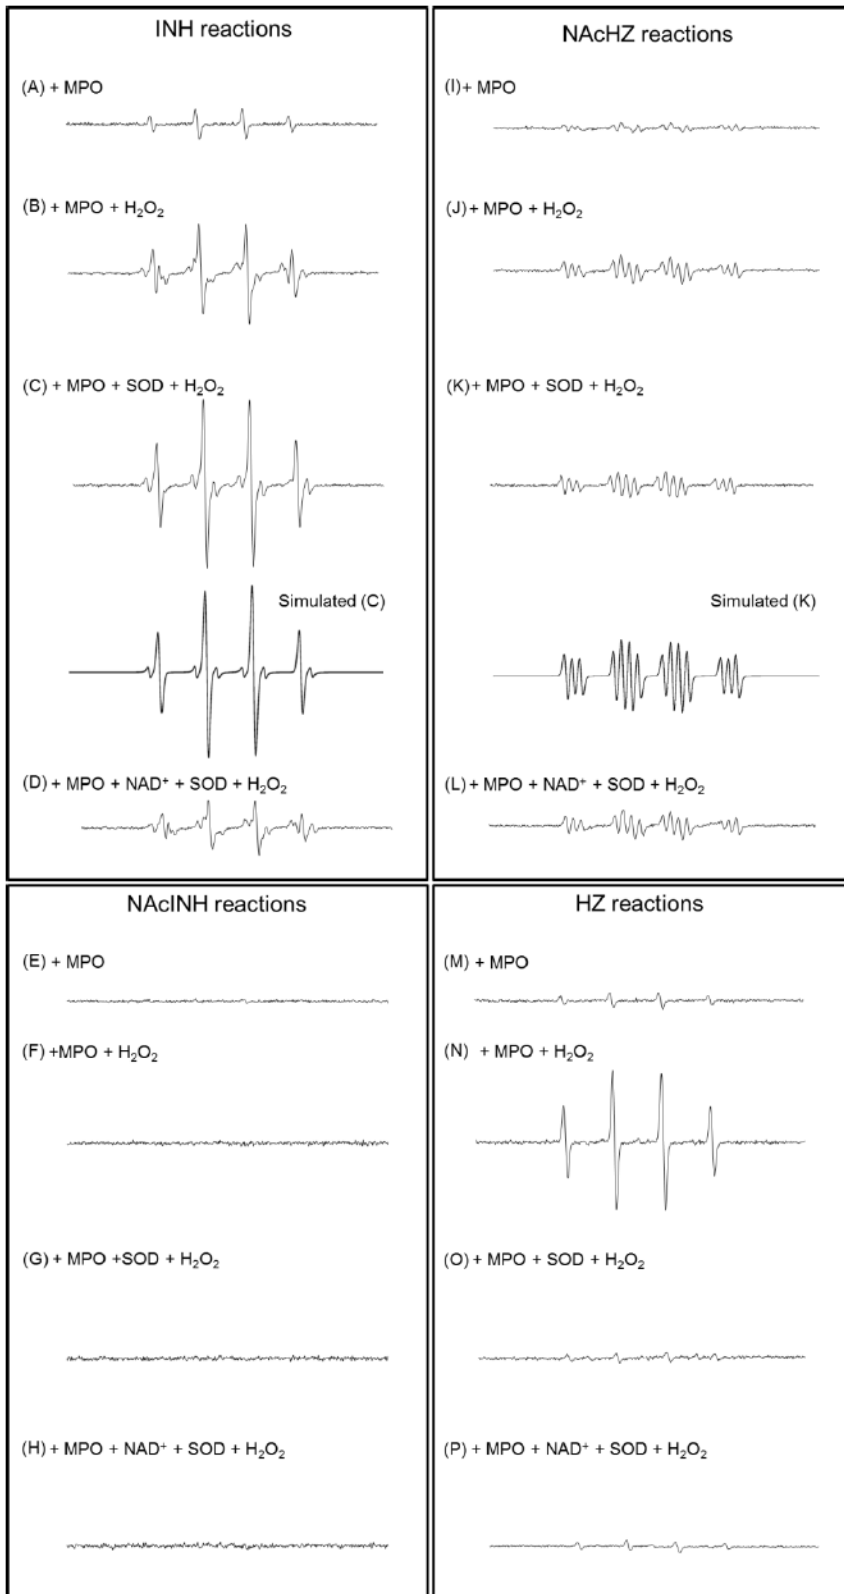 INH reactions
(A) + MPO
(B) + MPO + H₂O₂
(C) + MPO + SOD + H₂O₂
Simulated (C)
(D) + MPO + NAD⁺ + SOD + H₂O₂
NAcHZ reactions
(I)+ MPO
(J)+ MPO + H₂O₂
(K)+ MPO + SOD + H₂O₂
Simulated (K)
(L) + MPO + NAD⁺ + SOD + H₂O₂
NAcINH reactions
(E) + MPO
(F) +MPO + H₂O₂
(G) + MPO +SOD + H₂O₂
(H) + MPO + NAD⁺ + SOD + H₂O₂
HZ reactions
(M) + MPO
(N) + MPO + H₂O₂
(O) + MPO + SOD + H₂O₂
(P) + MPO + NAD⁺ + SOD + H₂O₂